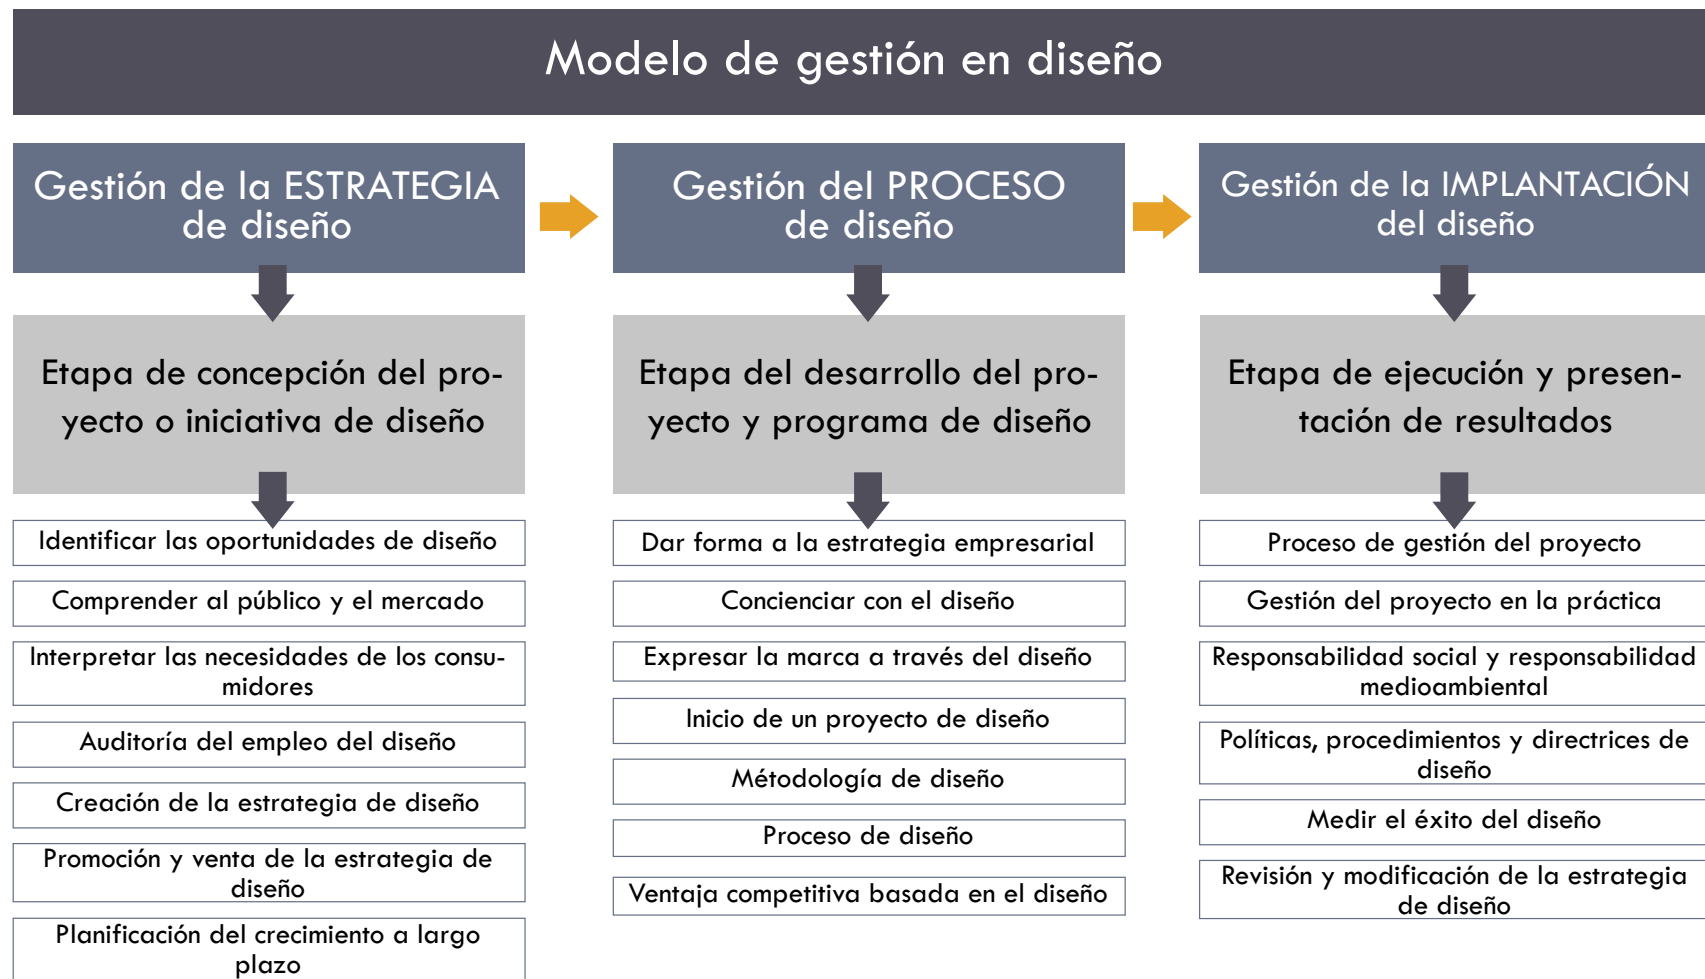 Modelo de gestión en diseño
Gestión de la ESTRATEGIA
de diseño
Etapa de concepción del pro-
yecto o iniciativa de diseño
Identificar las oportunidades de diseño
Comprender al público y el mercado
Interpretar las necesidades de los consu-
midores
Auditoría del empleo del diseño
Creación de la estrategia de diseño
Promoción y venta de la estrategia de
diseño
Planificación del crecimiento a largo
plazo
Gestión del PROCESO
de diseño
Etapa del desarrollo del pro-
yecto y programa de diseño
Dar forma a la estrategia empresarial
Concienciar con el diseño
Expresar la marca a través del diseño
Inicio de un proyecto de diseño
Métodología de diseño
Proceso de diseño
Ventaja competitiva basada en el diseño
Gestión de la IMPLANTACIÓN
del diseño
Etapa de ejecución y presen-
tación de resultados
Proceso de gestión del proyecto
Gestión del proyecto en la práctica
Responsabilidad social y responsabilidad
medioambiental
Políticas, procedimientos y directrices de
diseño
Medir el éxito del diseño
Revisión y modificación de la estrategia
de diseño